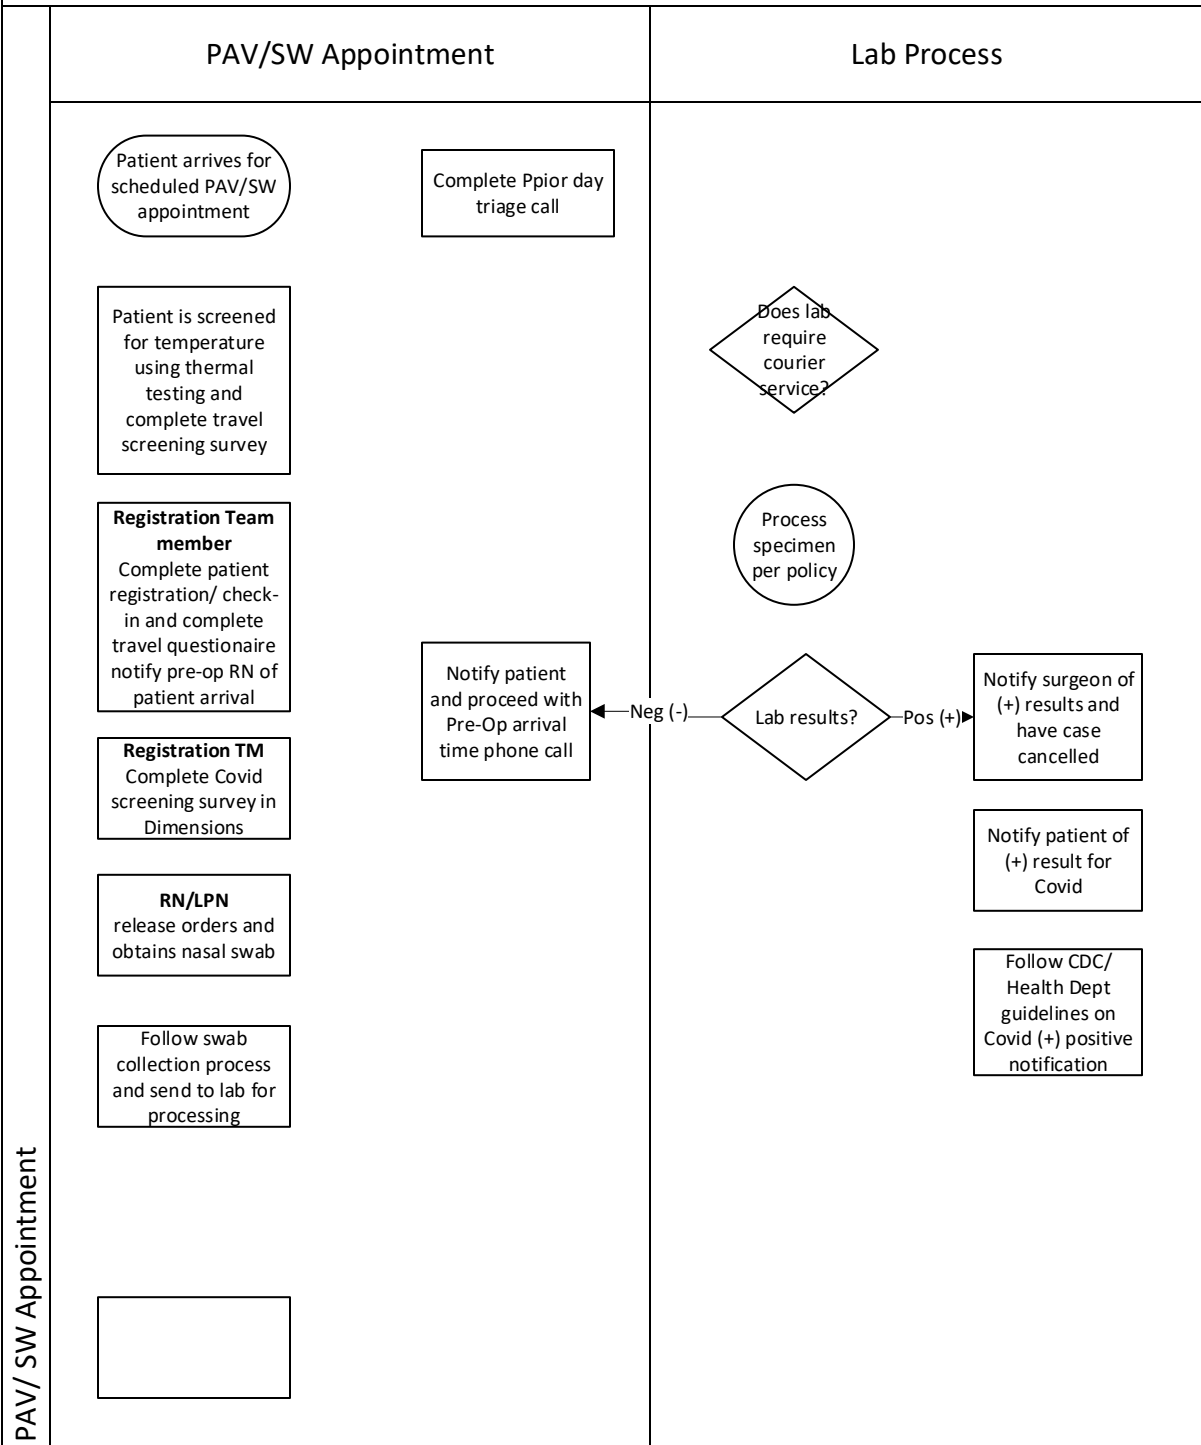 PAV/SW Appointment
Lab Process
Patient arrives for
scheduled PAV/SW
appointment
Complete Ppior day
triage call
Patient is screened
for temperature
using thermal
testing and
complete travel
screening survey
Does lab
require
courier
service?
Registration Team
member
Complete patient
registration/ check-
in and complete
travel questionaire
notify pre-op RN of
patient arrival
Process
specimen
per policy
Notify patient
and proceed with
Pre-Op arrival
time phone call
Neg (-)
Lab results?
Pos (+)
Notify surgeon of
(+) results and
have case
cancelled
Registration TM
Complete Covid
screening survey in
Dimensions
Notify patient of
(+) result for
Covid
RN/LPN
release orders and
obtains nasal swab
Follow CDC/
Health Dept
guidelines on
Covid (+) positive
notification
Follow swab
collection process
and send to lab for
processing
PAV/ SW Appointment